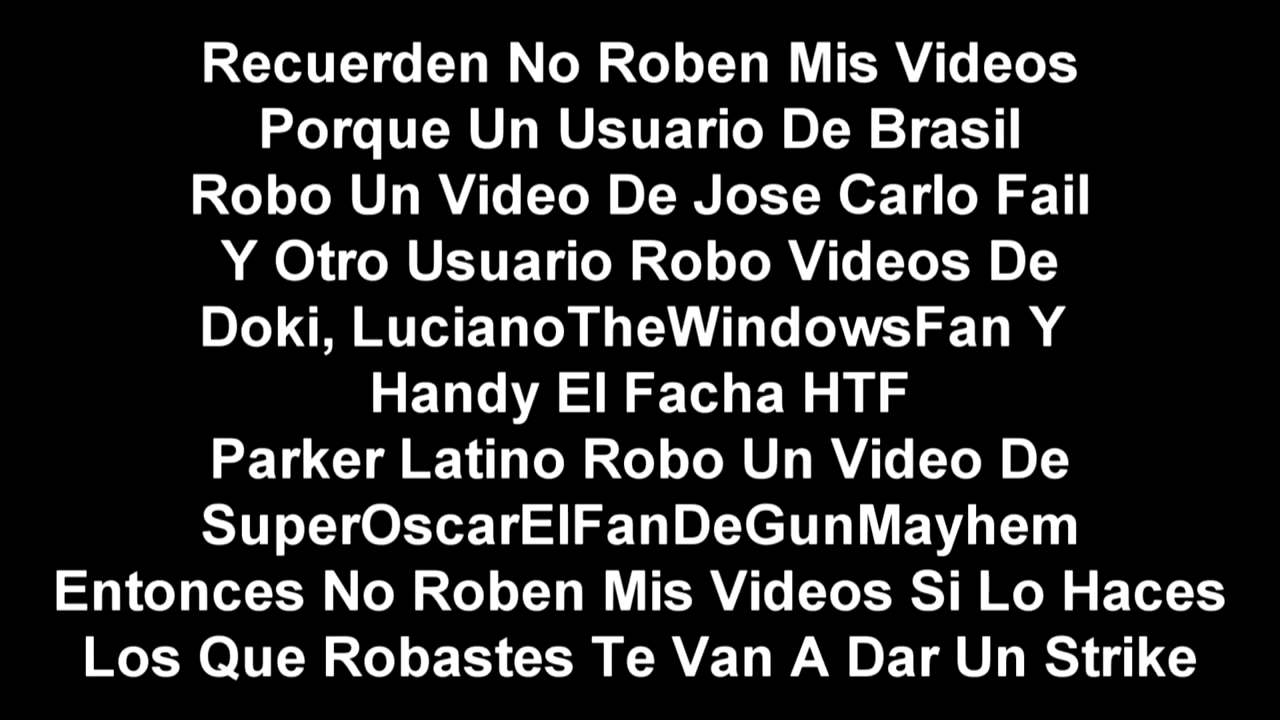 Recuerden No Roben Mis Videos
Porque Un Usuario De Brasil
Robo Un Video De Jose Carlo Fail
Y Otro Usuario Robo Videos De
Doki, LucianoTheWindowsFan Y
Handy El Facha HTF
Parker Latino Robo Un Video De
SuperOscarElFanDeGunMayhem
Entonces No Roben Mis Videos Si Lo Haces
Los Que Robastes Te Van A Dar Un Strike